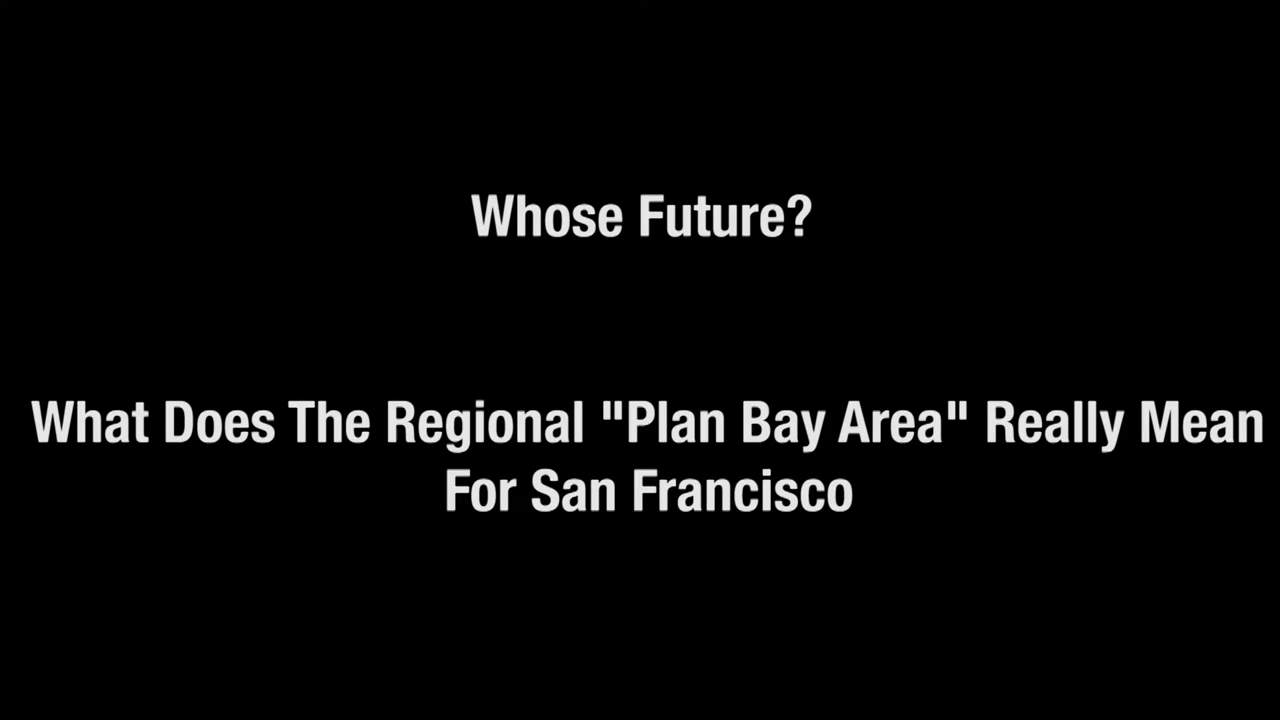 Whose Future?
What Does The Regional "Plan Bay Area" Really Mean
For San Francisco